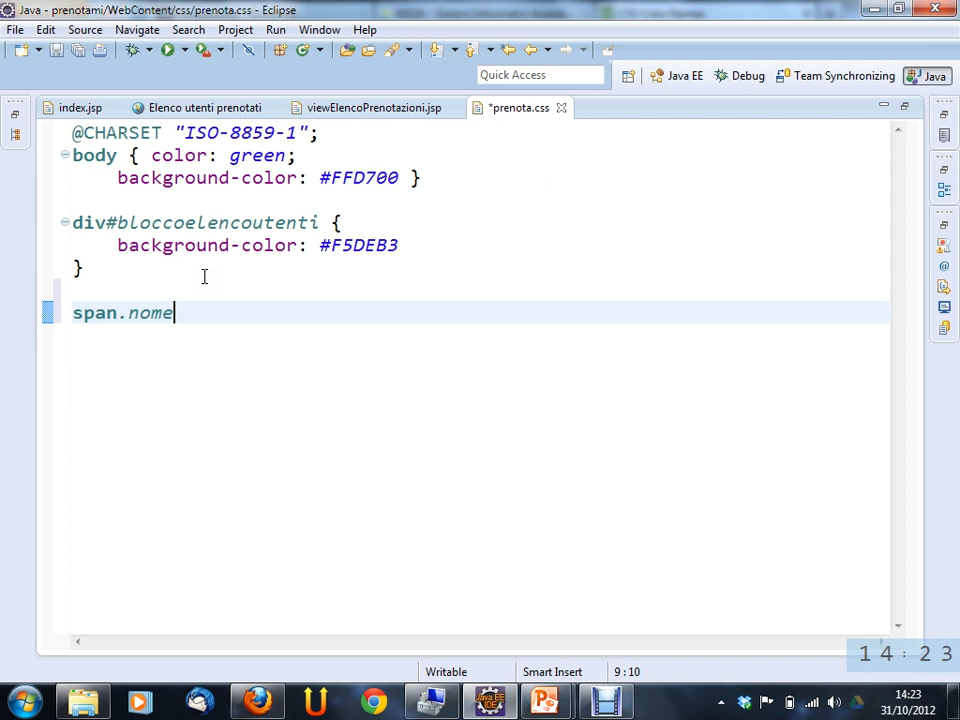 Java - prenotami/WebContent/css/prenota.css - Eclipse
File Edit Source Navigate Search Project Run Window Help
Quick Access Java EE Debug Team Synchronizing Java
index.jsp Elenco utenti prenotati viewElencoPrenotazioni.jsp *prenota.css
@CHARSET "ISO-8859-1";
body { color: green;
background-color: #FFD700 }
div#bloccoelencoutenti {
background-color: #F5DEB3
}
span.nome
14:23
Writable Smart Insert 9:10
14:23
31/10/2012